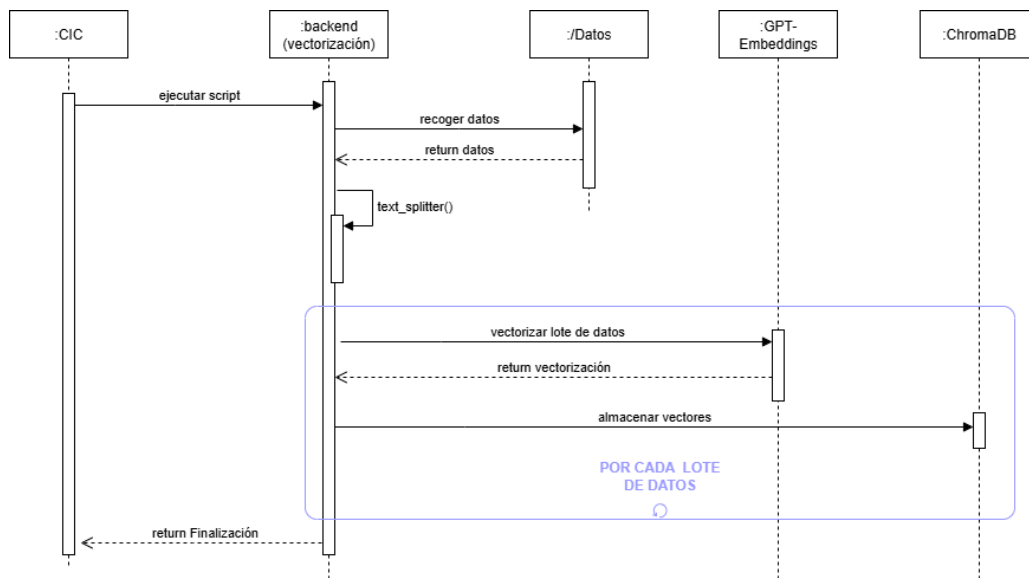 :CIC
:backend
(vectorización)
:/Datos
:GPT-
Embeddings
:ChromaDB
ejecutar script
recoger datos
return datos
text_splitter()
vectorizar lote de datos
return vectorización
almacenar vectores
POR CADA LOTE
DE DATOS
return Finalización